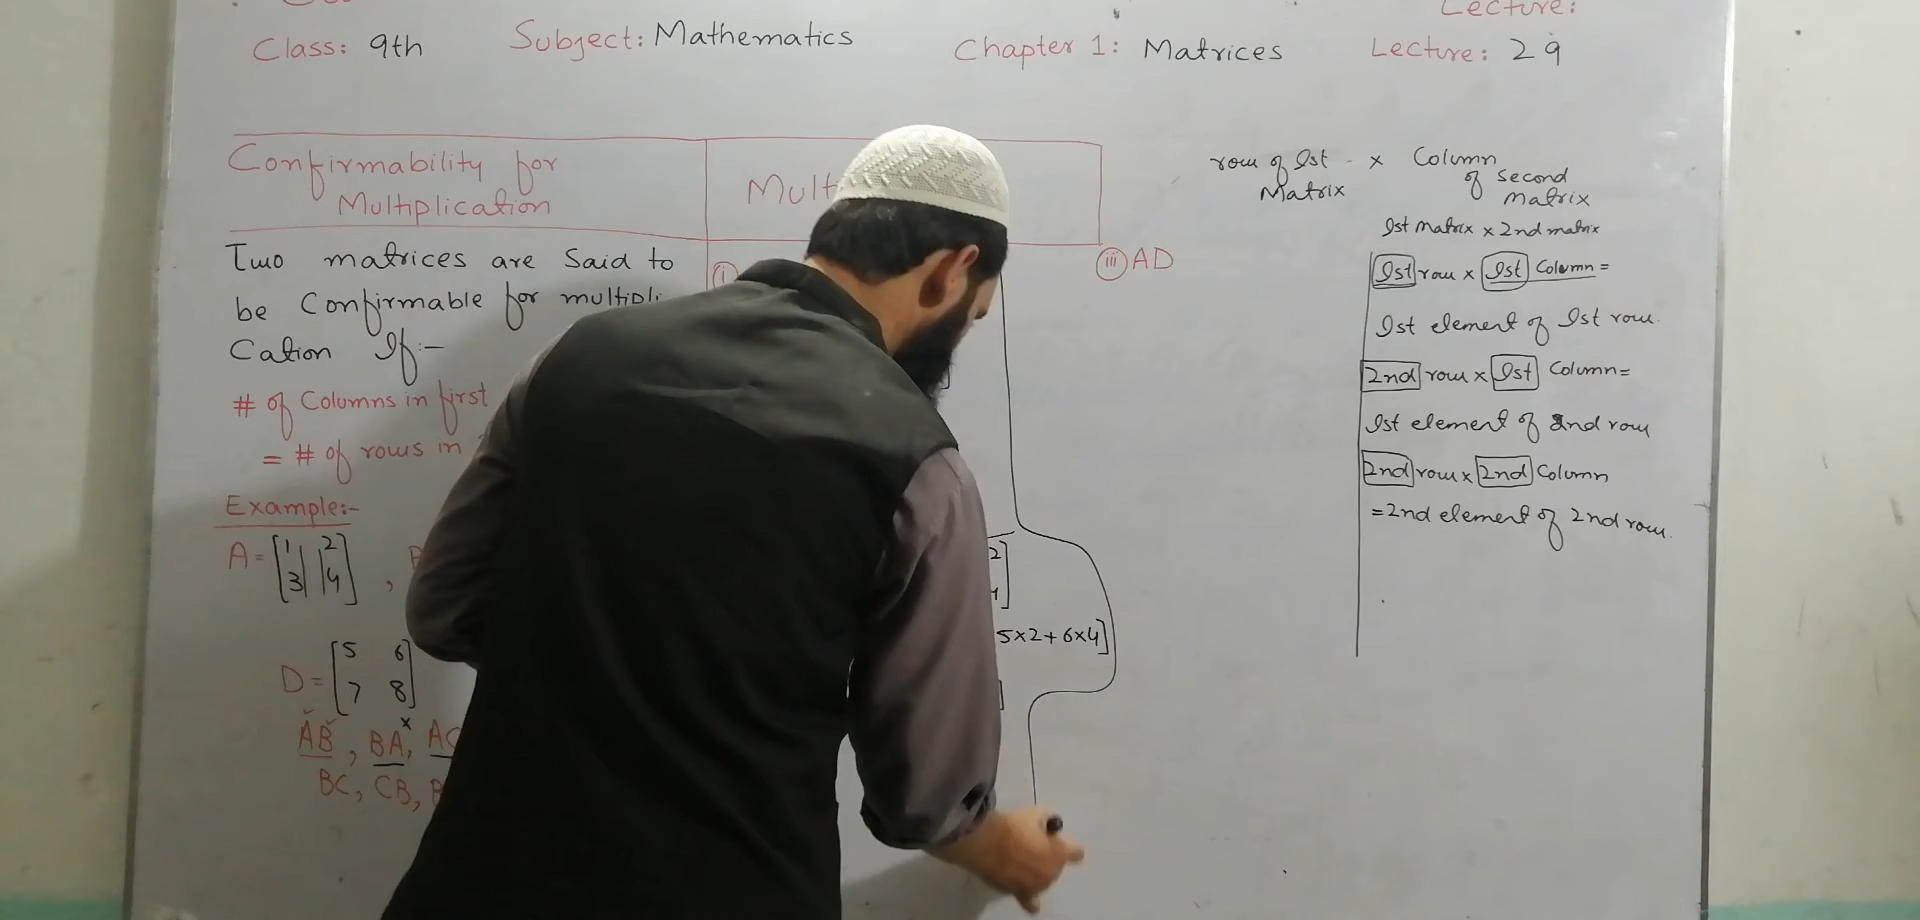 Lecture:
Class: 9th Subject: Mathematics Chapter 1: Matrices Lecture: 29
Confirmability for
Multiplication
Two matrices are Said to
be Confirmable for multipli
Cation If:-
# of Columns in first
= # of rows in
Example:-
A = [1 2
3 4] ,
D = [5 6
7 8]
AB, BA, AC
BC, CB,
(i)
2]
5×2+6×4]
(iii) AD
row of Ist × Column
Matrix of second
matrix
Ist matrix × 2nd matrix
Ist row × Ist Column =
Ist element of Ist row.
2nd row × Ist Column =
Ist element of 2nd row
2nd row × 2nd Column
= 2nd element of 2nd row.